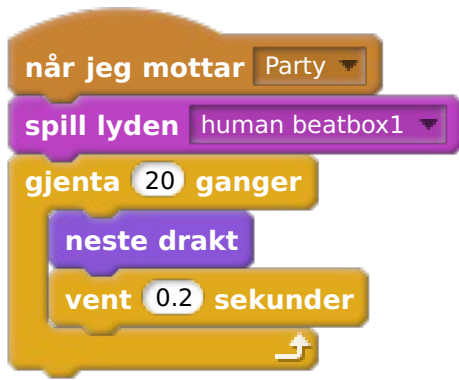 når jeg mottar Party
spill lyden human beatbox1
gjenta 20 ganger
neste drakt
vent 0.2 sekunder